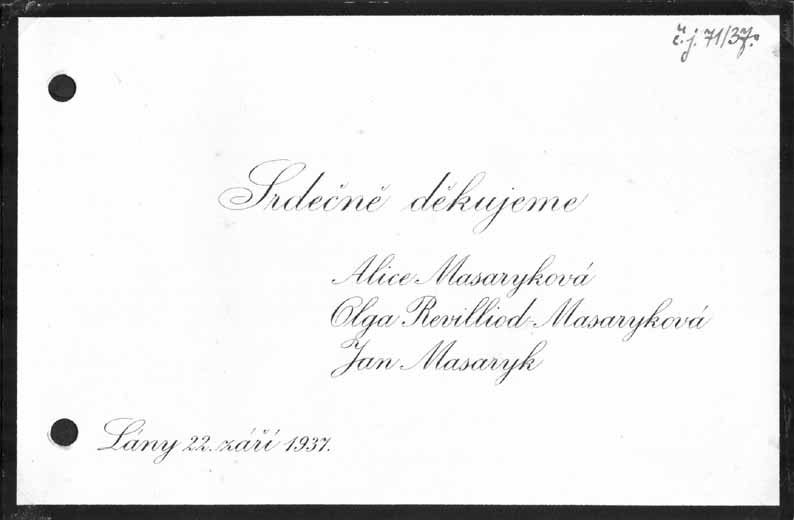 č.j. 71/37.
Srdečně děkujeme
Alice Masaryková
Olga Revilliod-Masaryková
Jan Masaryk
Lány 22. září 1937.